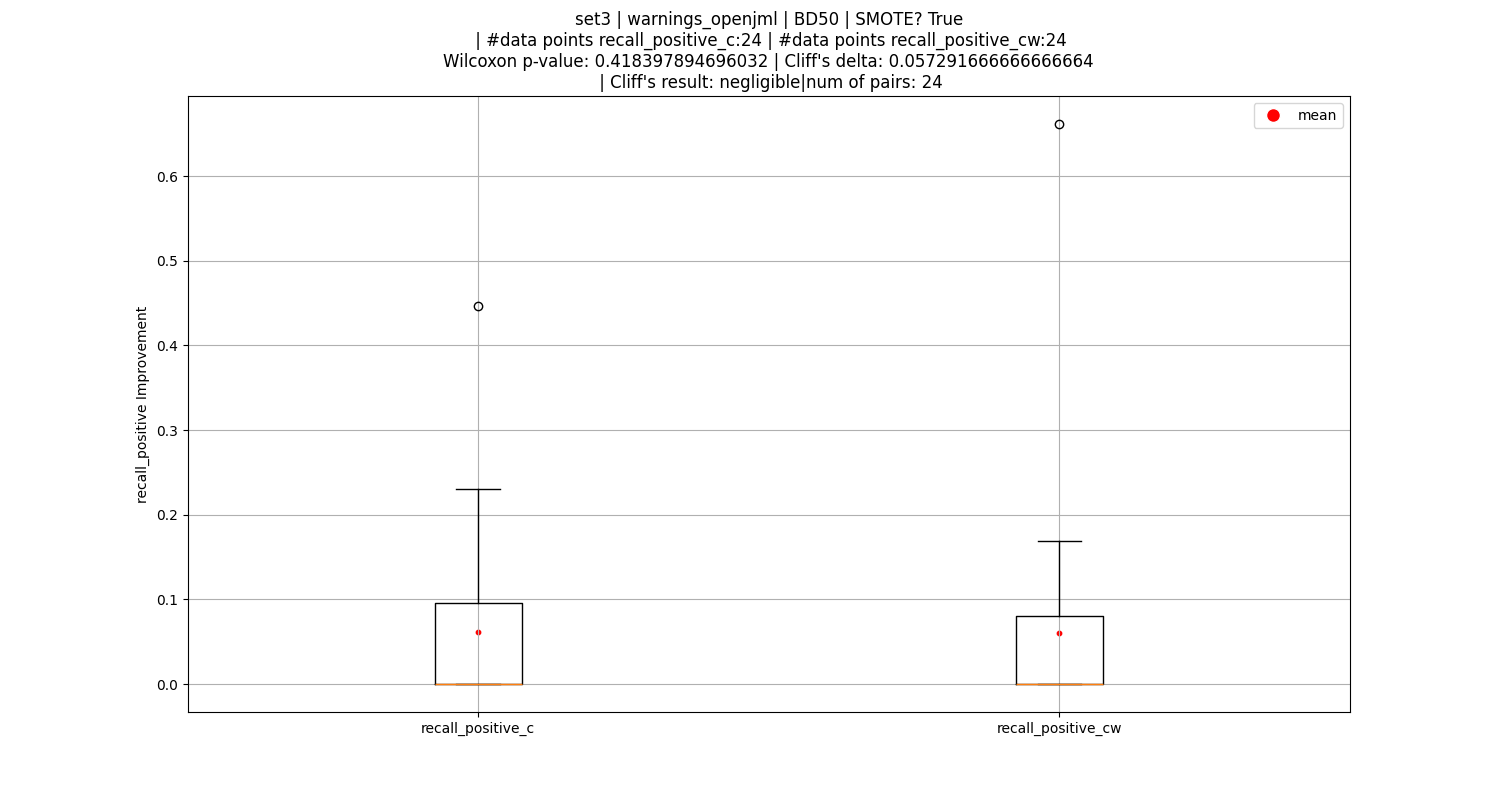 set3 | warnings_openjml | BD50 | SMOTE? True
| #data points recall_positive_c:24 | #data points recall_positive_cw:24
Wilcoxon p-value: 0.418397894696032 | Cliff's delta: 0.057291666666666664
| Cliff's result: negligible|num of pairs: 24
mean
0.6
0.5
0.4
0.3
0.2
0.1
0.0
recall_positive Improvement
recall_positive_c
recall_positive_cw